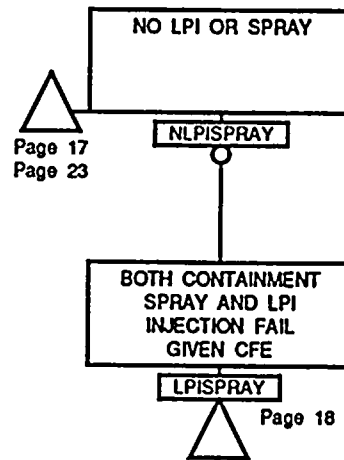 NO LPI OR SPRAY
NLPISPRAY
Page 17
Page 23
BOTH CONTAINMENT
SPRAY AND LPI
INJECTION FAIL
GIVEN CFE
LPISPRAY
Page 18